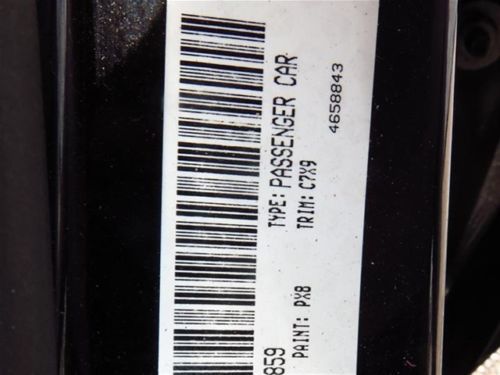 859 TYPE: PASSENGER CAR
PAINT: PX8 TRIM: C7X9
4658843